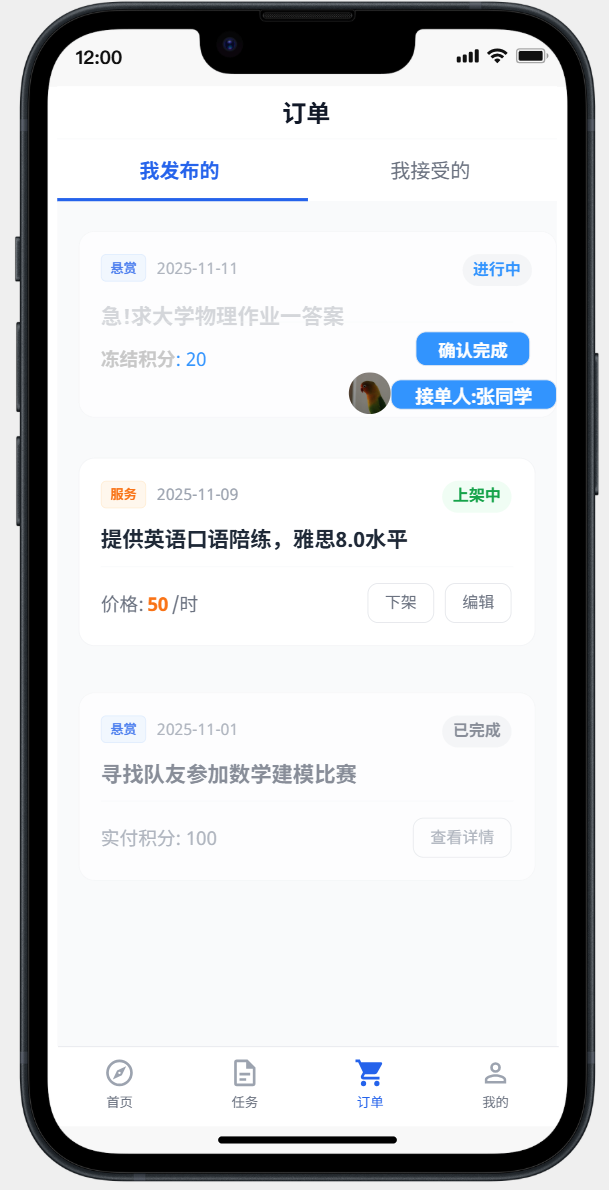 12:00
订单
我发布的
我接受的
悬赏 2025-11-11 进行中
急!求大学物理作业一答案
冻结积分: 20
确认完成
接单人:张同学
服务 2025-11-09 上架中
提供英语口语陪练，雅思8.0水平
价格: 50 /时
下架
编辑
悬赏 2025-11-01 已完成
寻找队友参加数学建模比赛
实付积分: 100
查看详情
首页
任务
订单
我的